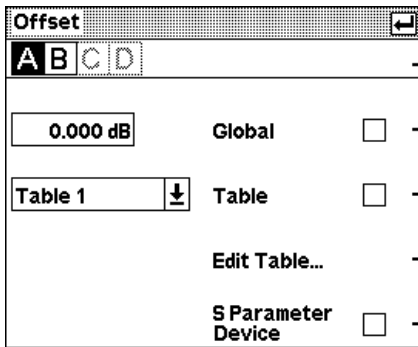 Offset
A B C D
0.000 dB Global
Table 1 Table
Edit Table...
S Parameter
Device